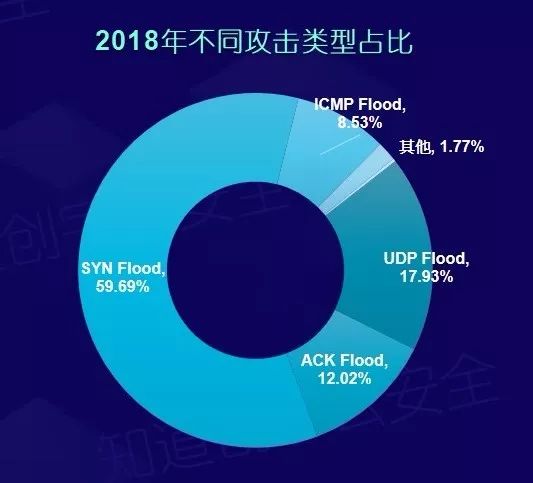 2018年不同攻击类型占比
ICMP Flood,
8.53%
其他, 1.77%
UDP Flood,
17.93%
SYN Flood,
59.69%
ACK Flood,
12.02%